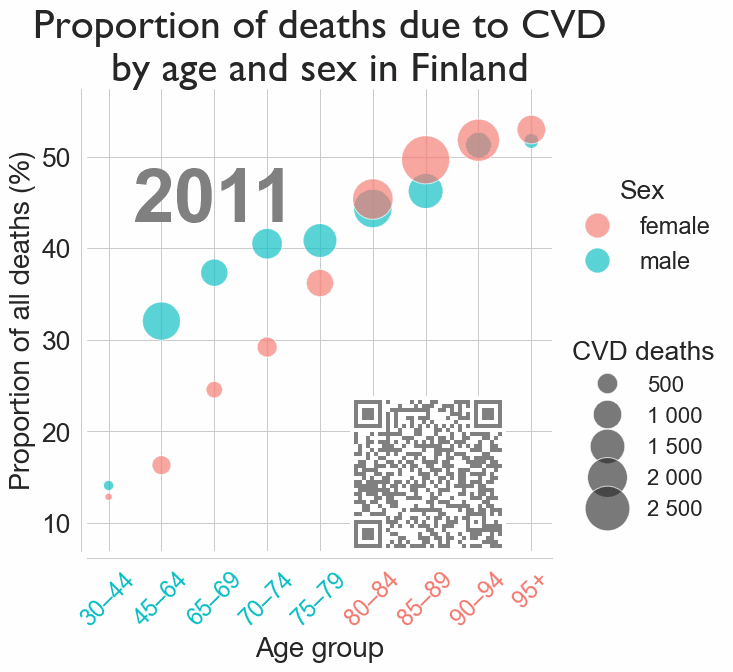 Proportion of deaths due to CVD
by age and sex in Finland
2011
Proportion of all deaths (%)
50
40
30
20
10
30–44
45–64
65–69
70–74
75–79
80–84
85–89
90–94
95+
Age group
Sex
female
male
CVD deaths
500
1 000
1 500
2 000
2 500